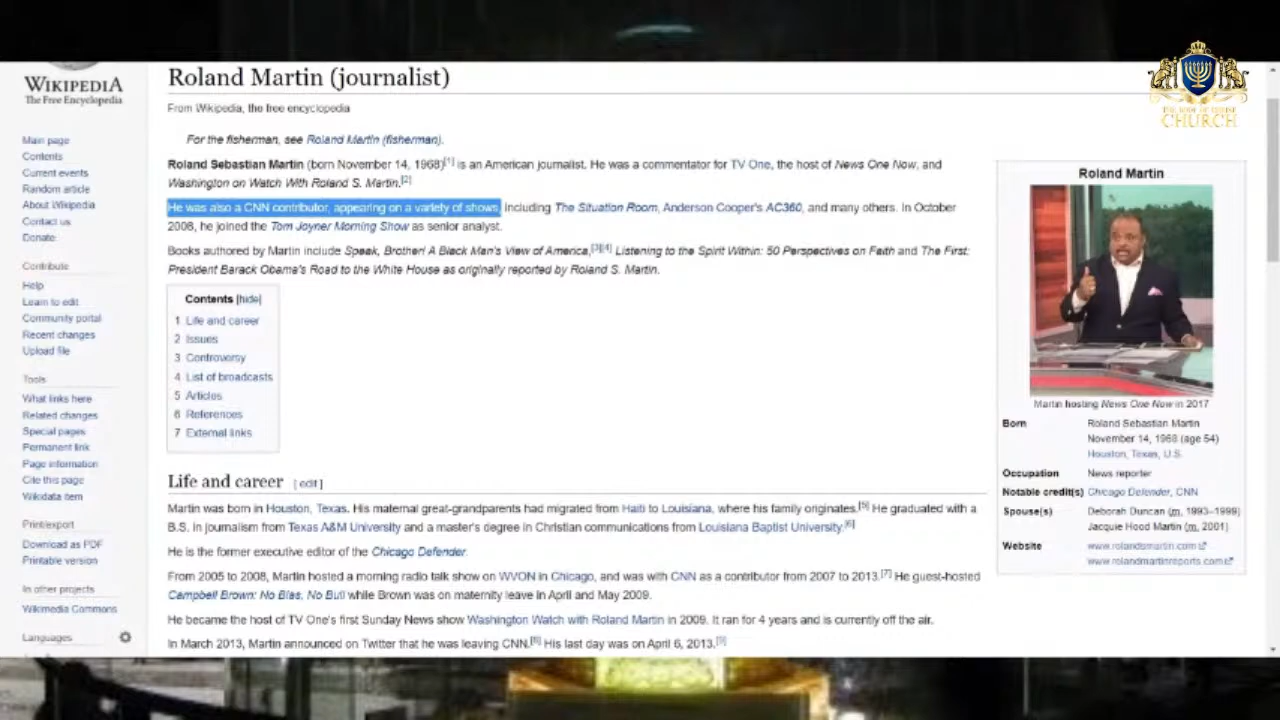 WIKIPEDIA
The Free Encyclopedia
Main page
Contents
Current events
Random article
About Wikipedia
Contact us
Donate
Contribute
Help
Learn to edit
Community portal
Recent changes
Upload file
Tools
What links here
Related changes
Special pages
Permanent link
Page information
Cite this page
Wikidata item
Print/export
Download as PDF
Printable version
In other projects
Wikimedia Commons
Languages
Roland Martin (journalist)
From Wikipedia, the free encyclopedia
For the fisherman, see Roland Martin (fisherman).
Roland Sebastian Martin (born November 14, 1968)[1] is an American journalist. He was a commentator for TV One, the host of News One Now, and
Washington on Watch With Roland S. Martin.[2]
He was also a CNN contributor, appearing on a variety of shows, including The Situation Room, Anderson Cooper's AC360, and many others. In October
2008, he joined the Tom Joyner Morning Show as senior analyst.
Books authored by Martin include Speak, Brother! A Black Man's View of America,[3][4] Listening to the Spirit Within: 50 Perspectives on Faith and The First:
President Barack Obama's Road to the White House as originally reported by Roland S. Martin.
Contents [hide]
1 Life and career
2 Issues
3 Controversy
4 List of broadcasts
5 Articles
6 References
7 External links
Life and career [ edit ]
Martin was born in Houston, Texas. His maternal great-grandparents had migrated from Haiti to Louisiana, where his family originates.[5] He graduated with a
B.S. in journalism from Texas A&M University and a master's degree in Christian communications from Louisiana Baptist University.[6]
He is the former executive editor of the Chicago Defender.
From 2005 to 2008, Martin hosted a morning radio talk show on WVON in Chicago, and was with CNN as a contributor from 2007 to 2013.[7] He guest-hosted
Campbell Brown: No Bias, No Bull while Brown was on maternity leave in April and May 2009.
He became the host of TV One's first Sunday News show Washington Watch with Roland Martin in 2009. It ran for 4 years and is currently off the air.
In March 2013, Martin announced on Twitter that he was leaving CNN.[8] His last day was on April 6, 2013.[9]
Roland Martin
Martin hosting News One Now in 2017
Born Roland Sebastian Martin
November 14, 1968 (age 54)
Houston, Texas, U.S.
Occupation News reporter
Notable credit(s) Chicago Defender, CNN
Spouse(s) Deborah Duncan (m. 1993–1999)
Jacquie Hood Martin (m. 2001)
Website www.rolandsmartin.com
www.rolandmartinreports.com
CHURCH